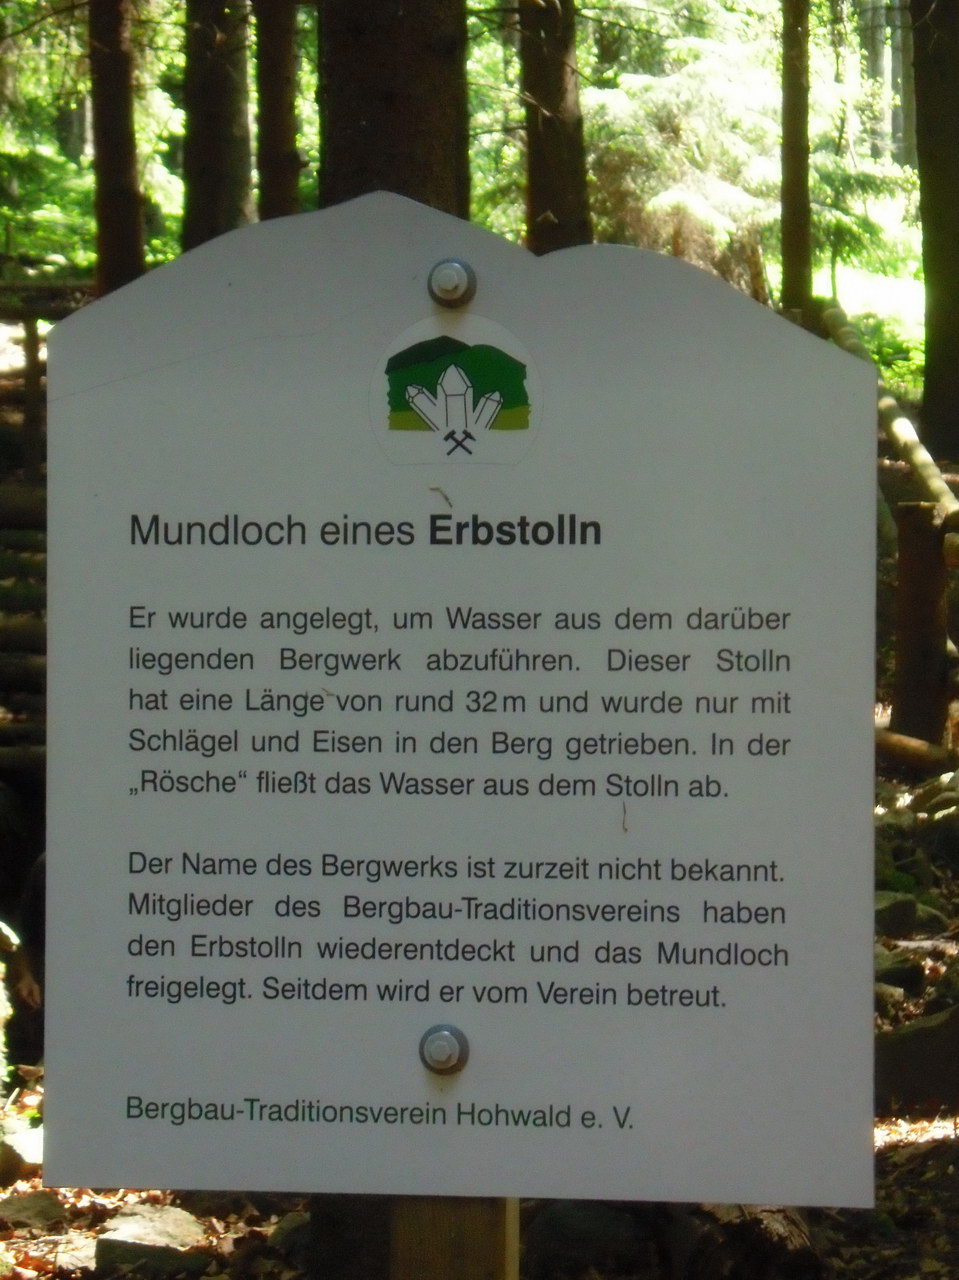 Mundloch eines Erbstolln
Er wurde angelegt, um Wasser aus dem darüber
liegenden Bergwerk abzuführen. Dieser Stolln
hat eine Länge von rund 32 m und wurde nur mit
Schlägel und Eisen in den Berg getrieben. In der
„Rösche“ fließt das Wasser aus dem Stolln ab.
Der Name des Bergwerks ist zurzeit nicht bekannt.
Mitglieder des Bergbau-Traditionsvereins haben
den Erbstolln wiederentdeckt und das Mundloch
freigelegt. Seitdem wird er vom Verein betreut.
Bergbau-Traditionsverein Hohwald e. V.